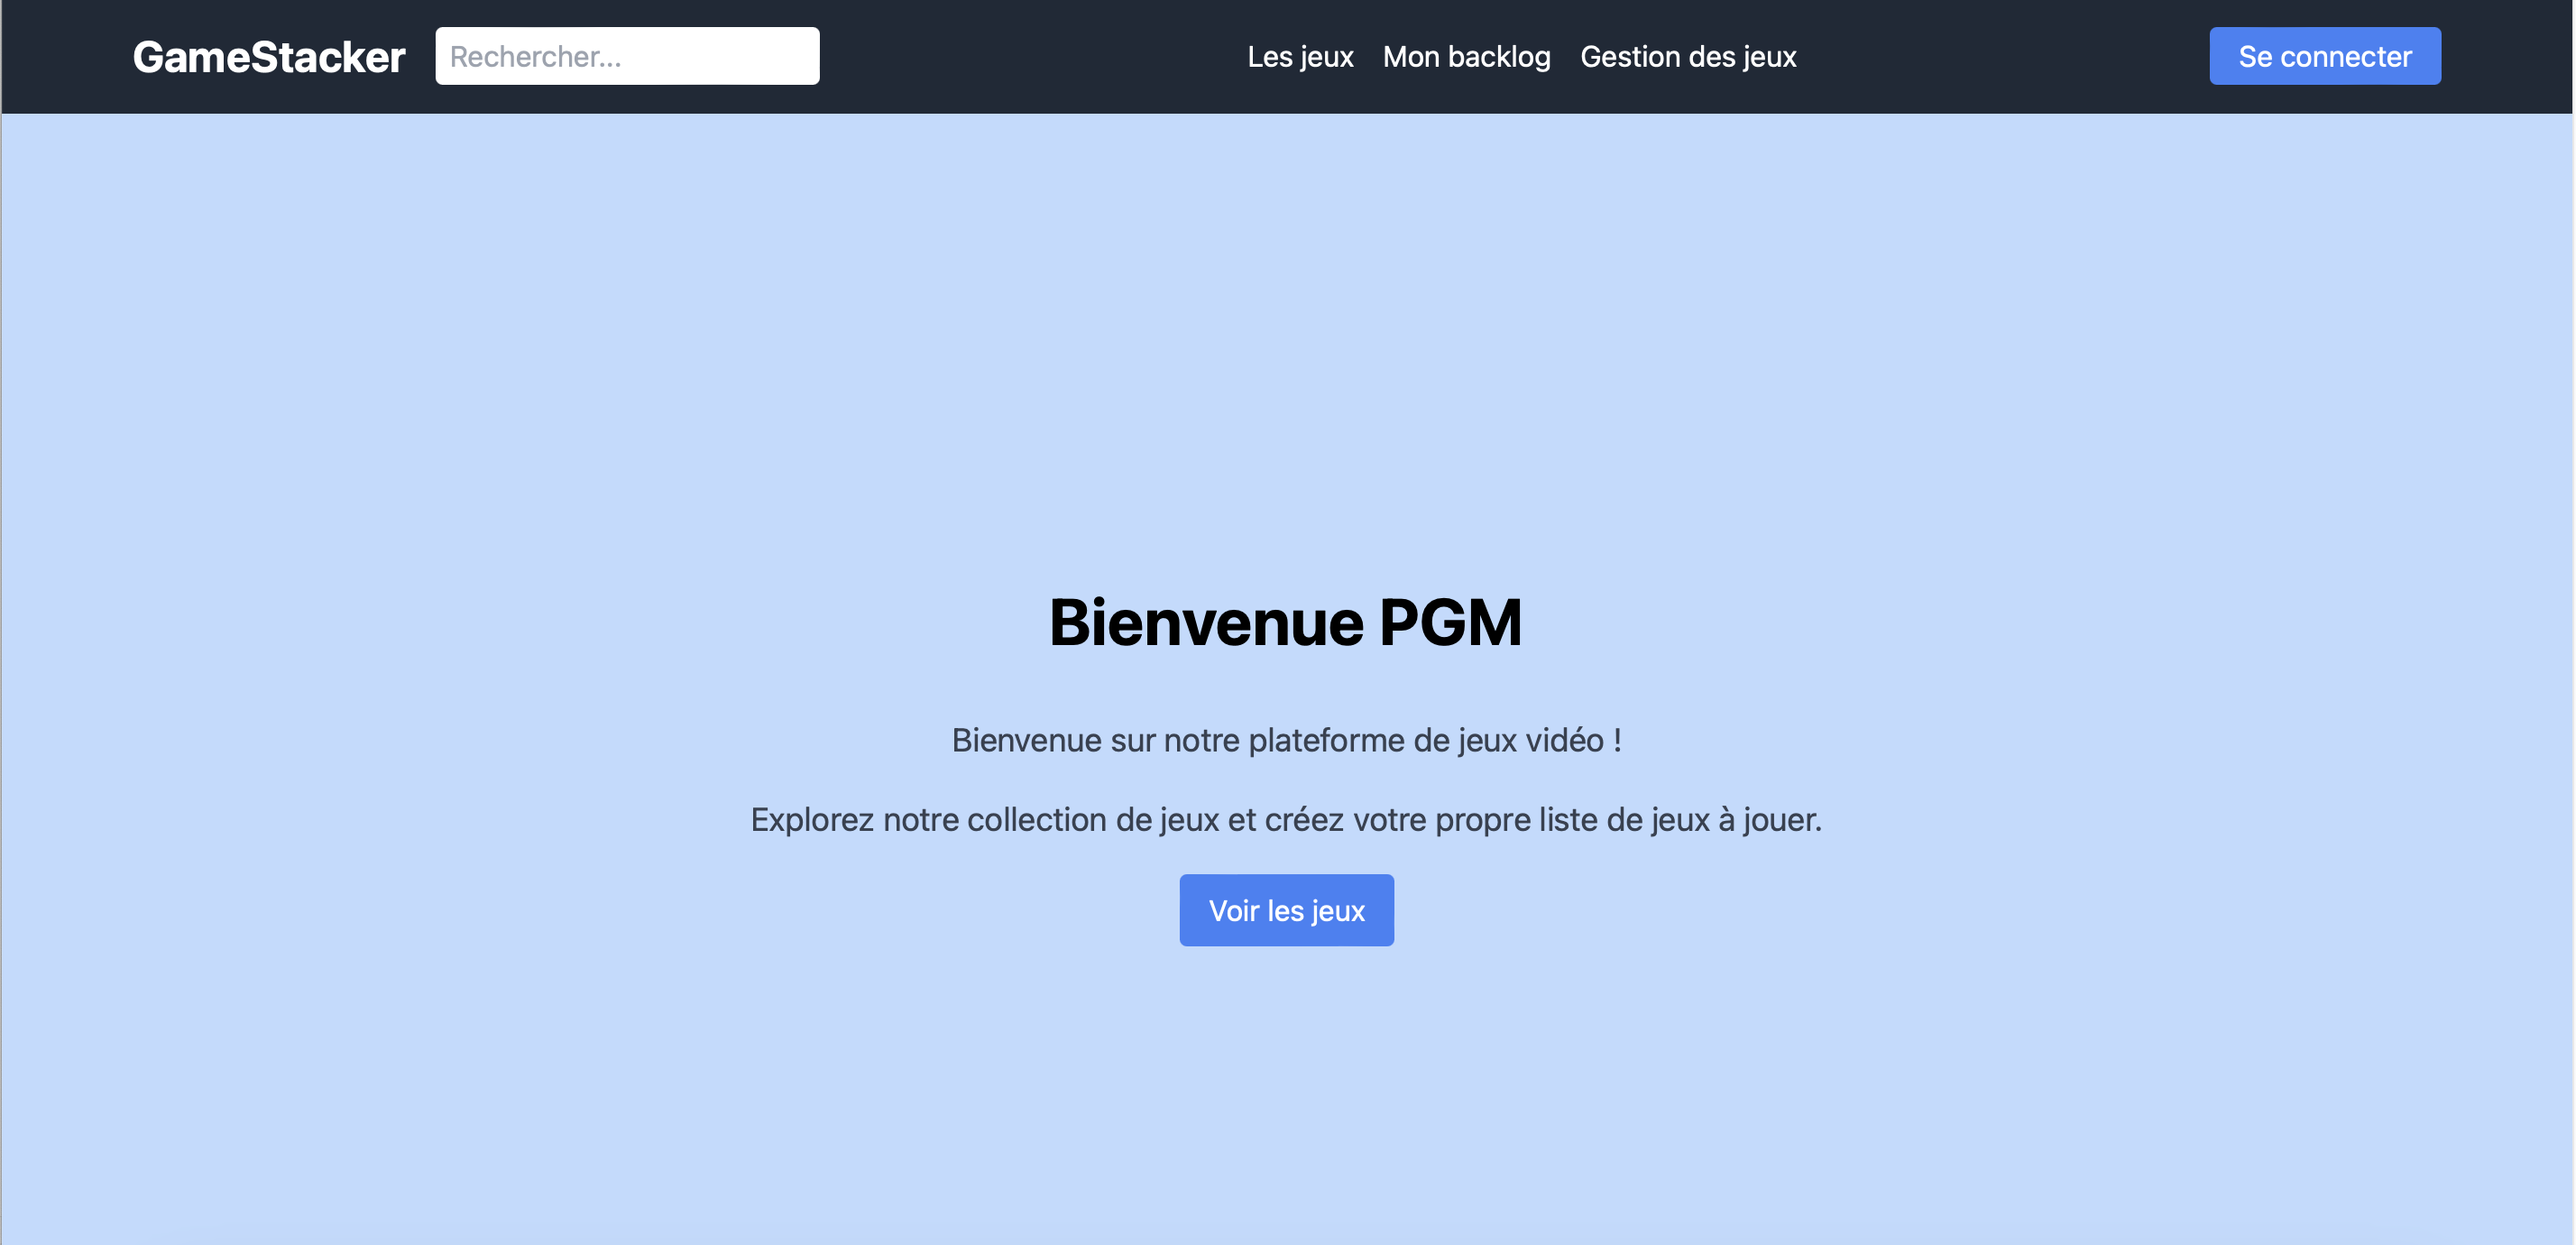 GameStacker Rechercher... Les jeux Mon backlog Gestion des jeux Se connecter
Bienvenue PGM
Bienvenue sur notre plateforme de jeux vidéo !
Explorez notre collection de jeux et créez votre propre liste de jeux à jouer.
Voir les jeux